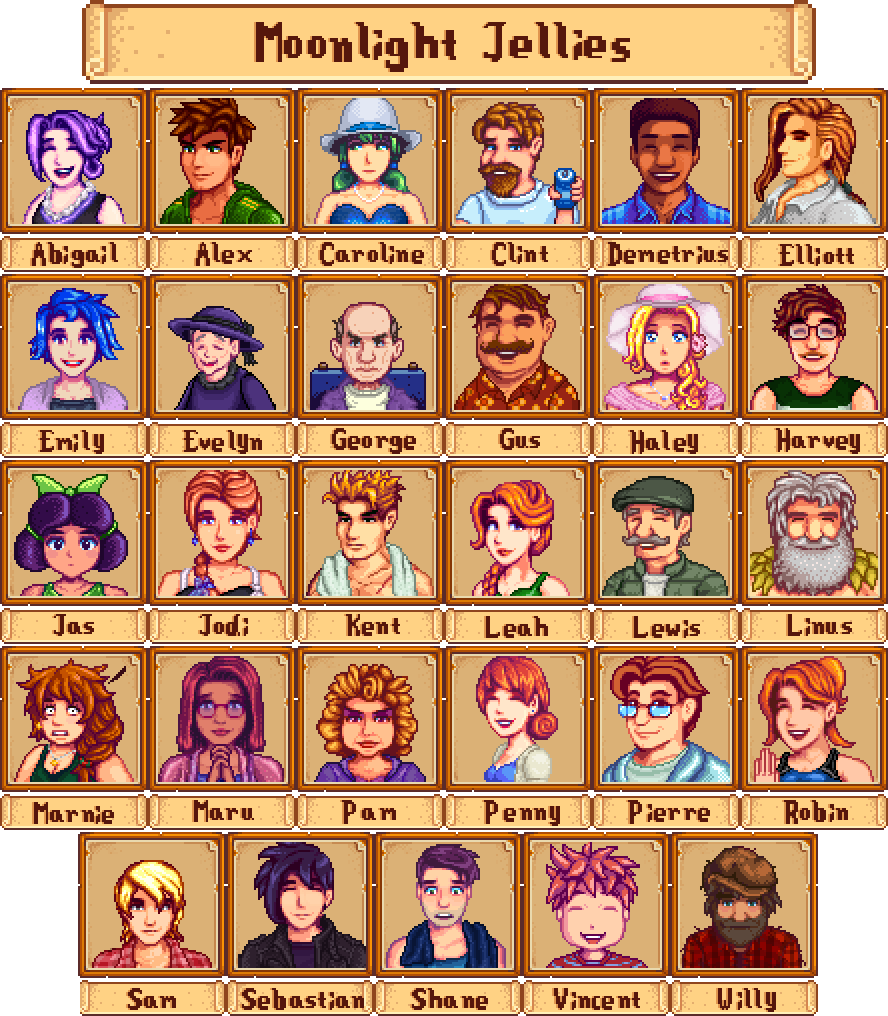 Moonlight Jellies
Abigail Alex Caroline Clint Demetrius Elliott
Emily Evelyn George Gus Haley Harvey
Jas Jodi Kent Leah Lewis Linus
Marnie Maru Pam Penny Pierre Robin
Sam Sebastian Shane Vincent Willy